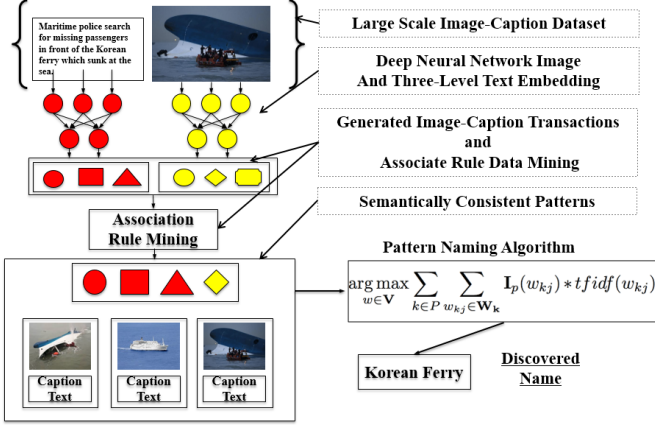 Maritime police search
for missing passengers
in front of the Korean
ferry which sunk at the
sea.
Large Scale Image-Caption Dataset
Deep Neural Network Image
And Three-Level Text Embedding
Generated Image-Caption Transactions
and
Associate Rule Data Mining
Association
Rule Mining
Semantically Consistent Patterns
Pattern Naming Algorithm
arg max w∈V ∑ k∈P ∑ w_kj∈W_k I_p(w_kj) * tfidf(w_kj)
Caption
Text
Caption
Text
Caption
Text
Korean Ferry
Discovered
Name